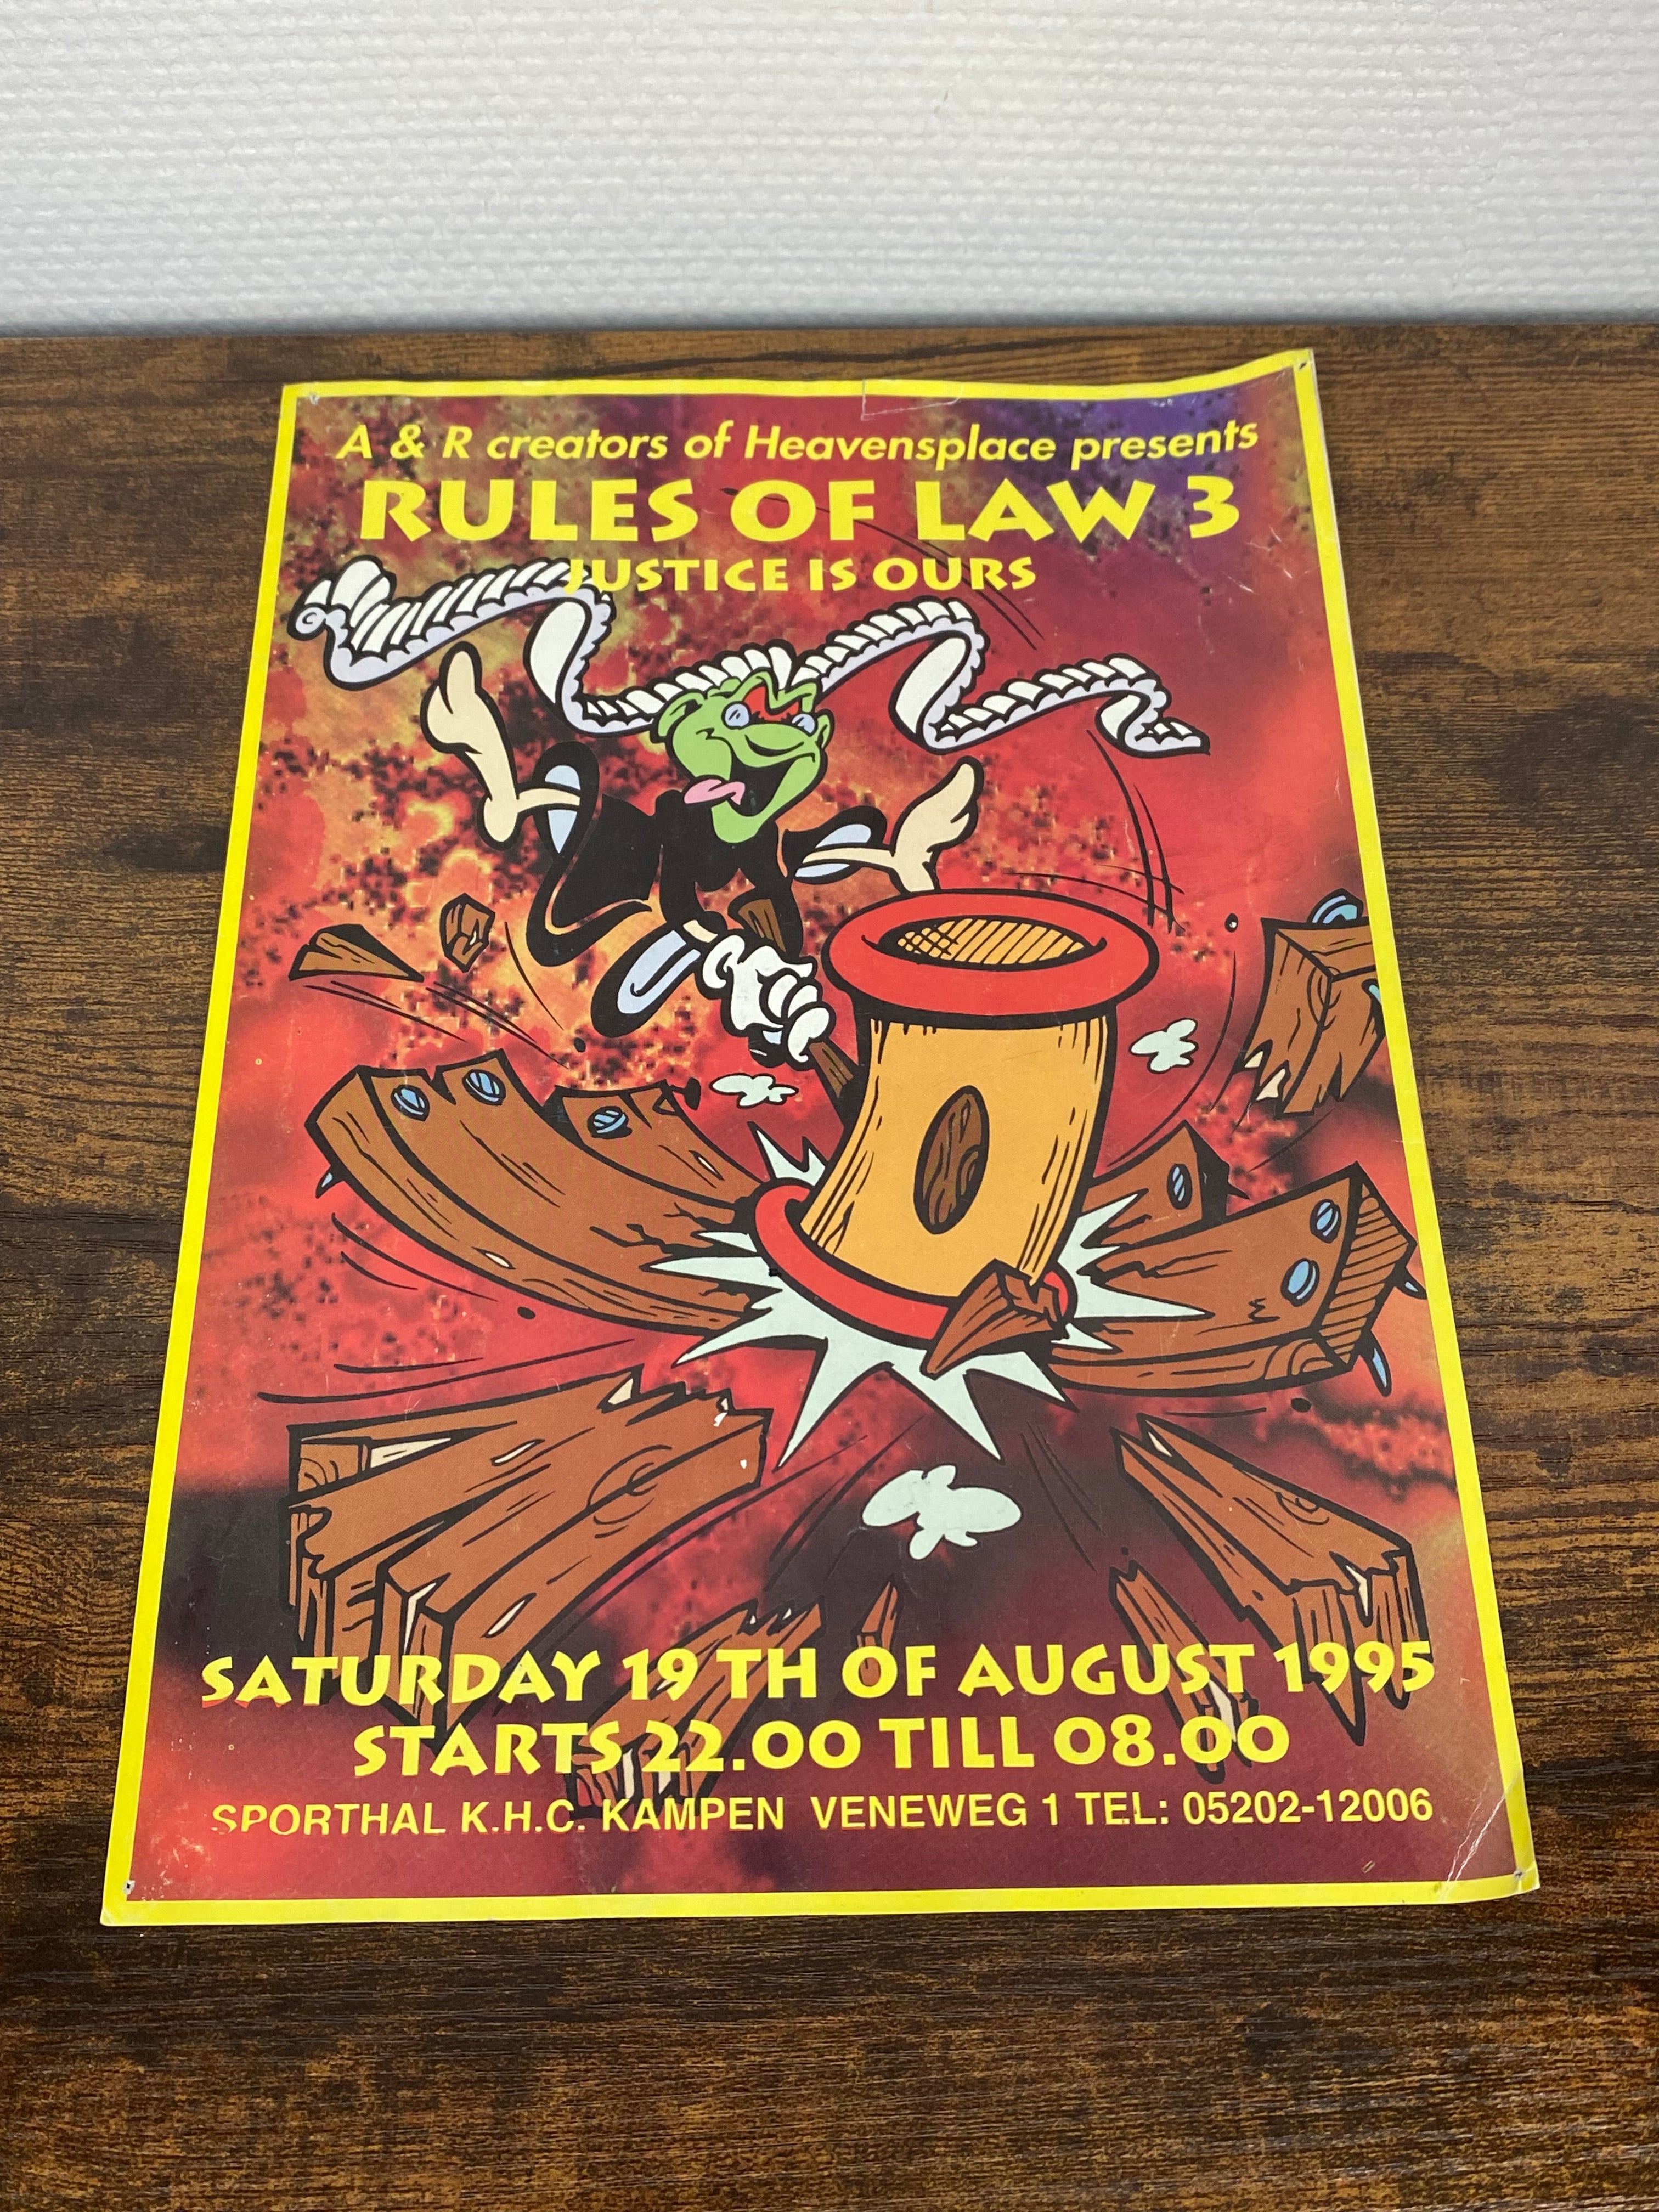 A & R creators of Heavensplace presents
RULES OF LAW 3
JUSTICE IS OURS
SATURDAY 19 TH OF AUGUST 1995
STARTS 22.00 TILL 08.00
SPORTHAL K.H.C. KAMPEN VENEWEG 1 TEL: 05202-12006